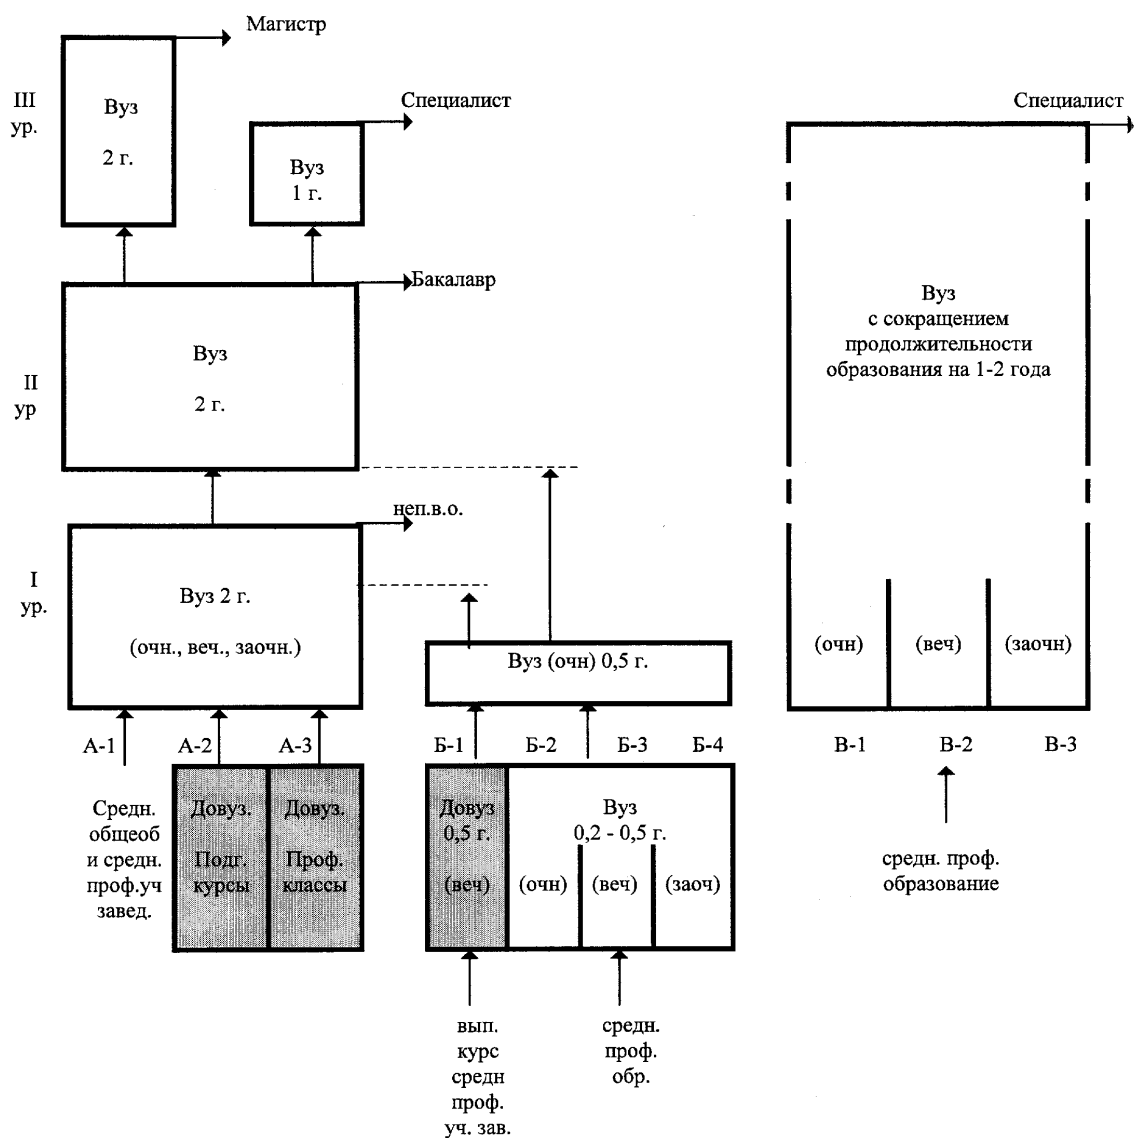 Магистр
III
ур.
Вуз
2 г.
Специалист
Вуз
1 г.
Бакалавр
II
ур
Вуз
2 г.
неп.в.о.
I
ур.
Вуз 2 г.
(очн., веч., заочн.)
А-1
А-2
А-3
Средн.
общеоб
и средн.
проф.уч
завед.
Довуз.
Подг.
курсы
Довуз.
Проф.
классы
Вуз (очн) 0,5 г.
Б-1
Б-2
Б-3
Б-4
Довуз
0,5 г.
(веч)
Вуз
0,2 - 0,5 г.
(очн)
(веч)
(заоч)
вып.
курс
средн
проф.
уч. зав.
средн.
проф.
обр.
Специалист
Вуз
с сокращением
продолжительности
образования на 1-2 года
(очн)
(веч)
(заочн)
В-1
В-2
В-3
средн. проф.
образование